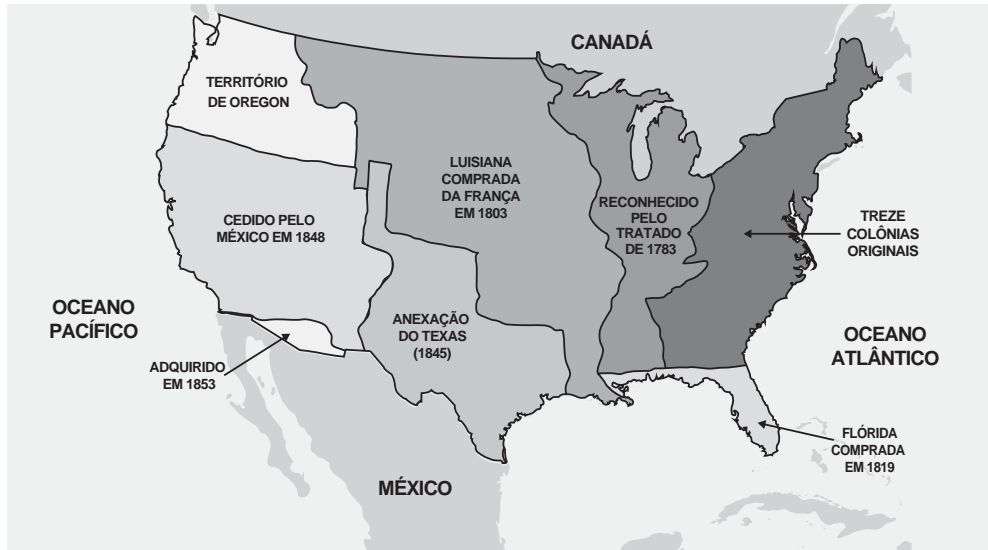 CANADÁ
TERRITÓRIO
DE OREGON
LUISIANA
COMPRADA
DA FRANÇA
EM 1803
RECONHECIDO
PELO
TRATADO
DE 1783
TREZE
COLÔNIAS
ORIGINAIS
CEDIDO PELO
MÉXICO EM 1848
OCEANO
PACÍFICO
ANEXAÇÃO
DO TEXAS
(1845)
OCEANO
ATLÂNTICO
ADQUIRIDO
EM 1853
FLÓRIDA
COMPRADA
EM 1819
MÉXICO